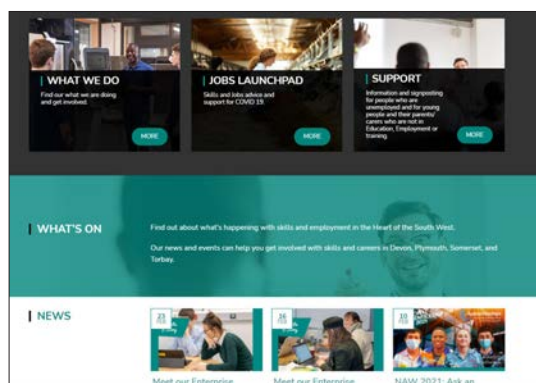 WHAT WE DO
Find out what we are doing
and get involved.
MORE
JOBS LAUNCHPAD
Skills and Jobs advice and
support for COVID 19.
MORE
SUPPORT
Information and signposting
for people who are
unemployed and for young
people and their parents/
carers who are not in
Education, Employment or
training.
MORE
WHAT'S ON
Find out about what's happening with skills and employment in the Heart of the South West.
Our news and events can help you get involved with skills and careers in Devon, Plymouth, Somerset, and
Torbay.
NEWS
23
FEB
16
FEB
10
FEB
Meet our Enterprise
Meet our Enterprise
NAW 2021: Ask an